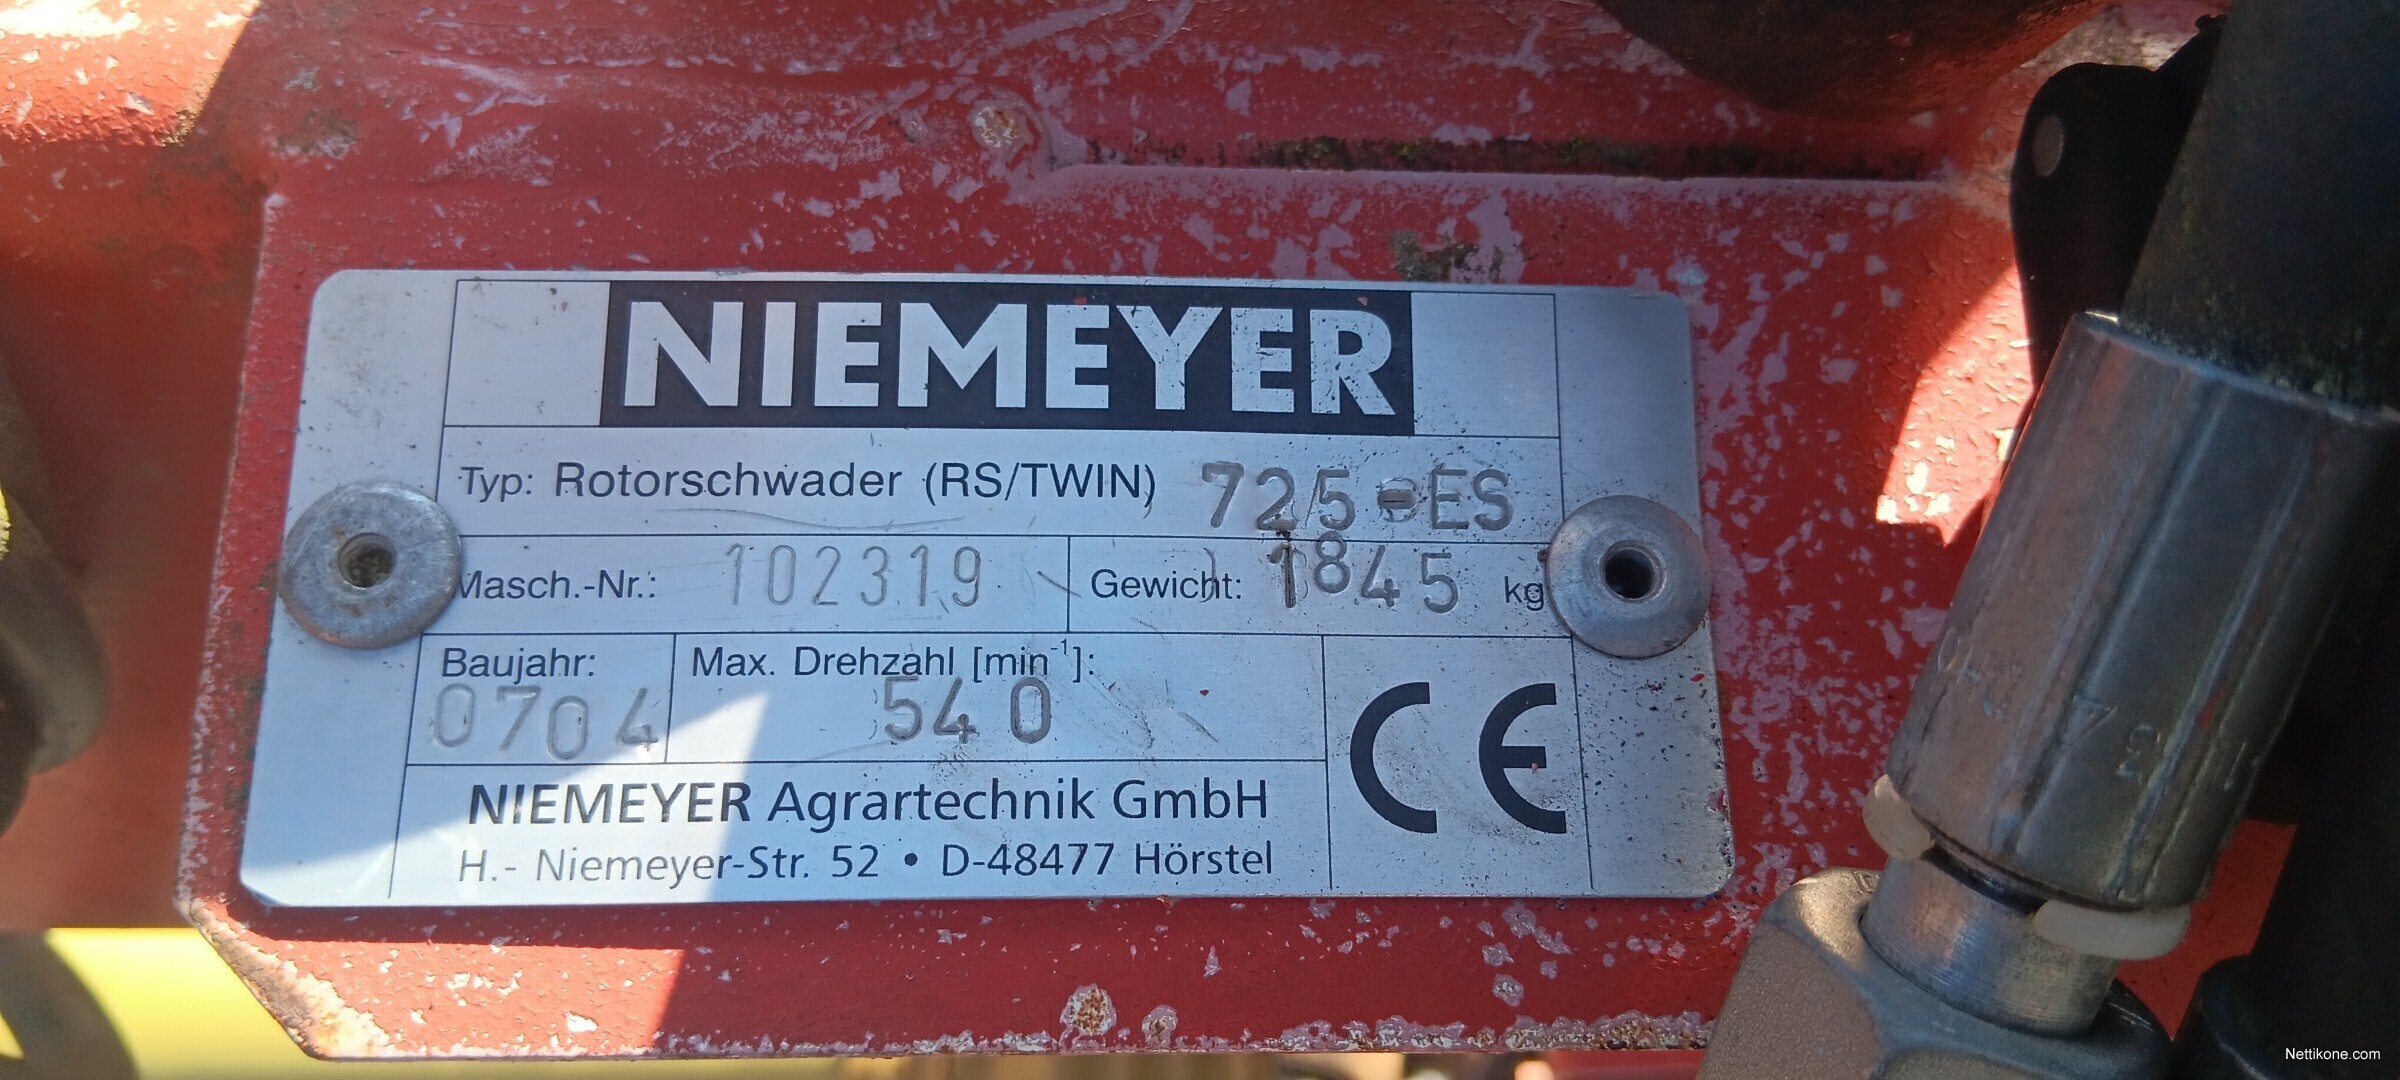 NIEMEYER
Typ: Rotorschwader (RS/TWIN) 725-ES
Masch.-Nr.: 102319 Gewicht: 1845 kg
Baujahr: Max. Drehzahl [min⁻¹]:
0704 540
CE
NIEMEYER Agrartechnik GmbH
H.- Niemeyer-Str. 52 • D-48477 Hörstel
Nettikone.com